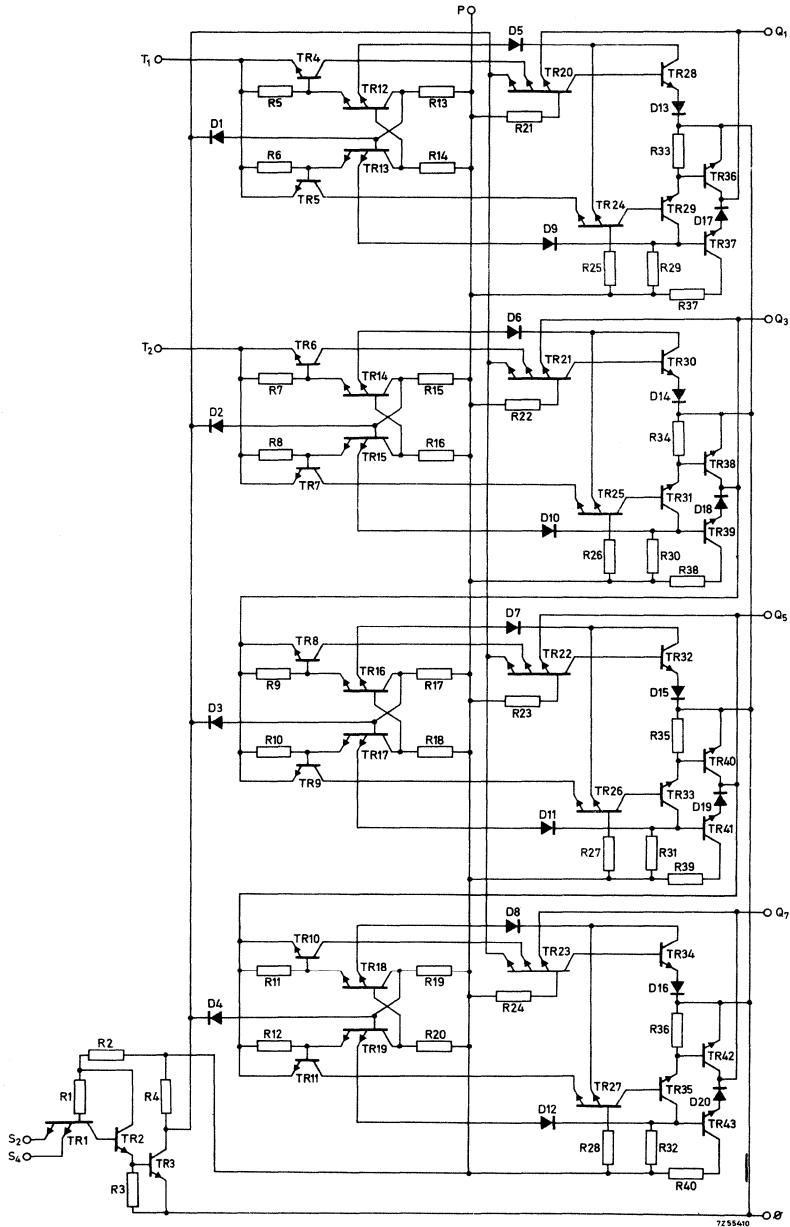 P
D5
Q1
T1
TR4
TR12
TR20
TR28
R5
R13
D13
R21
D1
R33
R6
R14
TR36
TR13
TR5
TR24
TR29
D17
TR37
D9
R25
R29
R37
D6
Q3
T2
TR6
TR14
TR21
TR30
R7
R15
D14
R22
D2
R34
R8
R16
TR38
TR15
TR7
TR25
TR31
D18
TR39
D10
R26
R30
R38
D7
Q5
TR8
TR16
TR22
TR32
R9
R17
D15
R23
D3
R35
R10
R18
TR40
TR17
TR9
TR26
TR33
D19
TR41
D11
R27
R31
R39
D8
Q7
TR10
TR18
TR23
TR34
R11
R19
D16
R24
D4
R36
R2
R12
R20
TR42
TR19
TR11
R1
R4
TR27
TR35
D20
TR43
D12
S2
TR1
TR2
S4
TR3
R28
R32
R3
R40
Ø
7Z55410